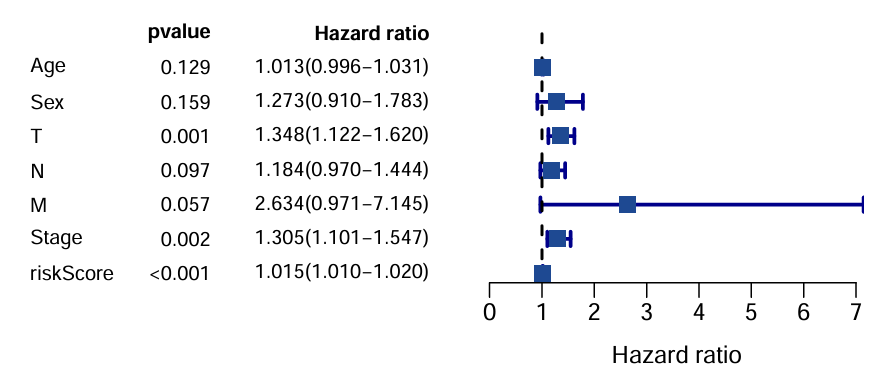 pvalue Hazard ratio
Age 0.129 1.013(0.996−1.031)
Sex 0.159 1.273(0.910−1.783)
T 0.001 1.348(1.122−1.620)
N 0.097 1.184(0.970−1.444)
M 0.057 2.634(0.971−7.145)
Stage 0.002 1.305(1.101−1.547)
riskScore <0.001 1.015(1.010−1.020)
0 1 2 3 4 5 6 7
Hazard ratio